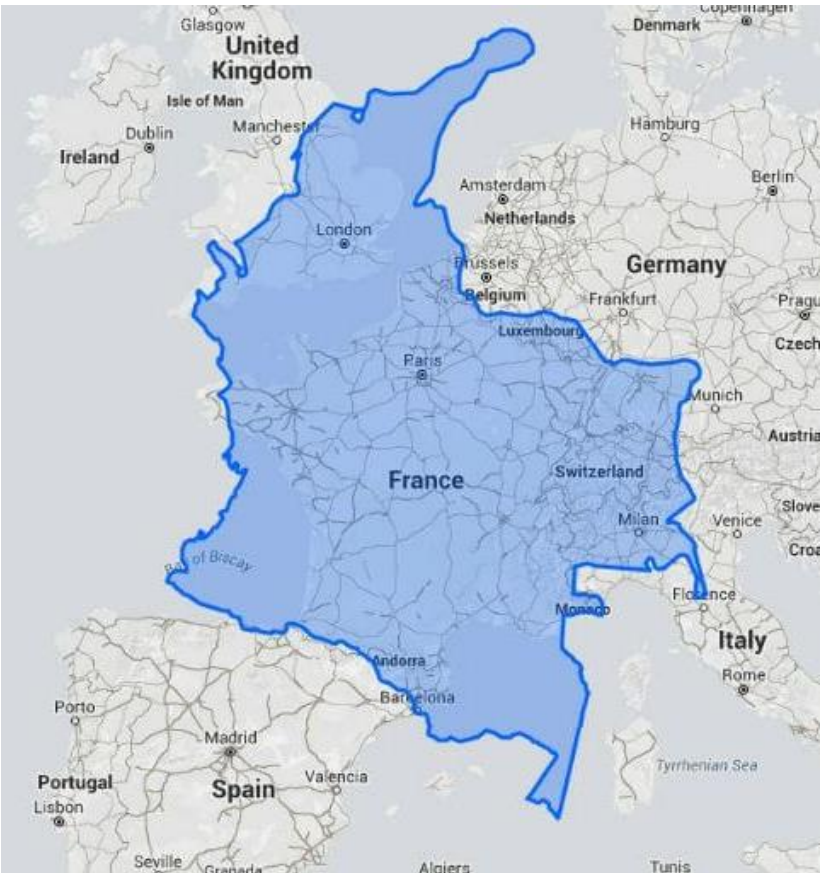 Copenhagen
Glasgow
Denmark
United
Kingdom
Isle of Man
Hamburg
Manchester
Dublin
Ireland
Berlin
Amsterdam
Netherlands
London
Brussels
Germany
Belgium
Frankfurt
Pragu
Luxembourg
Czech
Paris
Munich
Austria
France
Switzerland
Slove
Milan
Venice
Croa
Bay of Biscay
Florence
Monaco
Italy
Andorra
Rome
Barcelona
Porto
Madrid
Tyrrhenian Sea
Valencia
Portugal
Spain
Lisbon
Seville
Granada
Algiers
Tunis